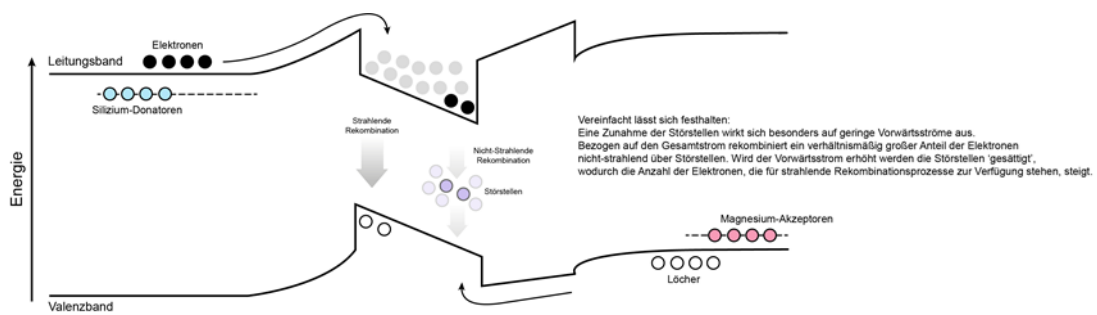 Elektronen
Leitungsband
Silizium-Donatoren
Energie
Strahlende
Rekombination
Nicht-Strahlende
Rekombination
Störstellen
Vereinfacht lässt sich festhalten:
Eine Zunahme der Störstellen wirkt sich besonders auf geringe Vorwärtsströme aus.
Bezogen auf den Gesamtstrom rekombiniert ein verhältnismäßig großer Anteil der Elektronen
nicht-strahlend über Störstellen. Wird der Vorwärtsstrom erhöht werden die Störstellen 'gesättigt',
wodurch die Anzahl der Elektronen, die für strahlende Rekombinationsprozesse zur Verfügung stehen, steigt.
Magnesium-Akzeptoren
Löcher
Valenzband